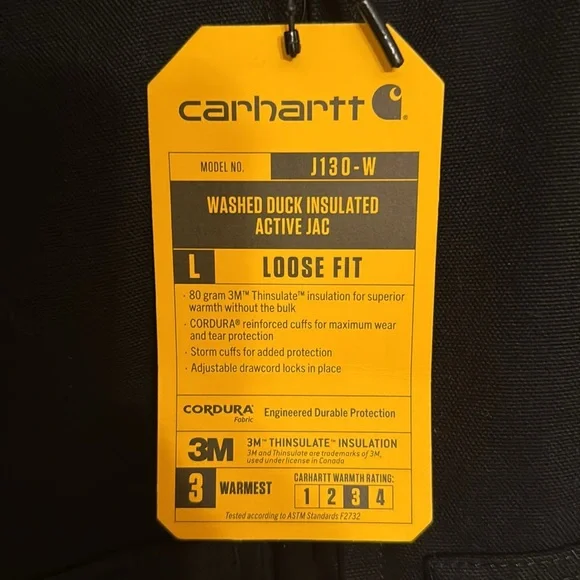 carhartt
MODEL NO. J130-W
WASHED DUCK INSULATED
ACTIVE JAC
L LOOSE FIT
· 80 gram 3M™ Thinsulate™ insulation for superior
warmth without the bulk
· CORDURA® reinforced cuffs for maximum wear
and tear protection
· Storm cuffs for added protection
· Adjustable drawcord locks in place
CORDURA® Engineered Durable Protection
Fabric
3M 3M™ THINSULATE™ INSULATION
3M and Thinsulate are trademarks of 3M,
used under license in Canada
3 WARMEST
CARHARTT WARMTH RATING:
1 2 3 4
Tested according to ASTM Standards F2732